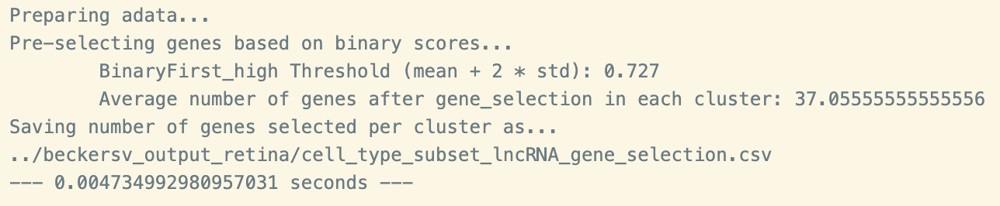 Preparing adata...
Pre-selecting genes based on binary scores...
BinaryFirst_high Threshold (mean + 2 * std): 0.727
Average number of genes after gene_selection in each cluster: 37.05555555555556
Saving number of genes selected per cluster as...
../beckersv_output_retina/cell_type_subset_lncRNA_gene_selection.csv
--- 0.004734992980957031 seconds ---